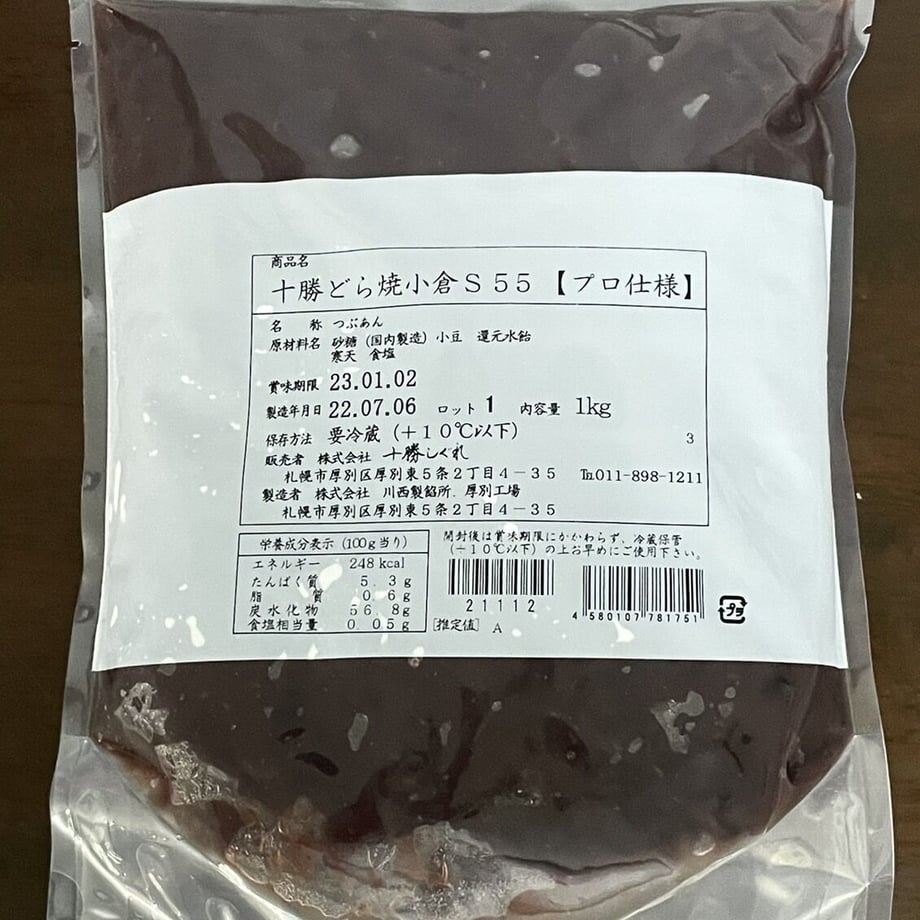 商品名
十勝どら焼小倉S55【プロ仕様】
名　称 つぶあん
原材料名 砂糖（国内製造）小豆　還元水飴
寒天　食塩
賞味期限 23.01.02
製造年月日 22.07.06　ロット 1　内容量 1kg
保存方法 要冷蔵（＋１０℃以下）
3
販売者　株式会社　十勝しぐれ
札幌市厚別区厚別東５条２丁目４－３５　℡011-898-1211
製造者　株式会社　川西製餡所．厚別工場
札幌市厚別区厚別東５条２丁目４－３５
栄養成分表示（100g当り）
エネルギー 248 kcal
たんぱく質 5.3g
脂　質 0.6g
炭水化物 56.8g
食塩相当量 0.05g
[推定値] A
開封後は賞味期限にかかわらず、冷蔵保管
（＋１０℃以下）の上お早めにご使用下さい。
21112
4 580107 781751
プラ